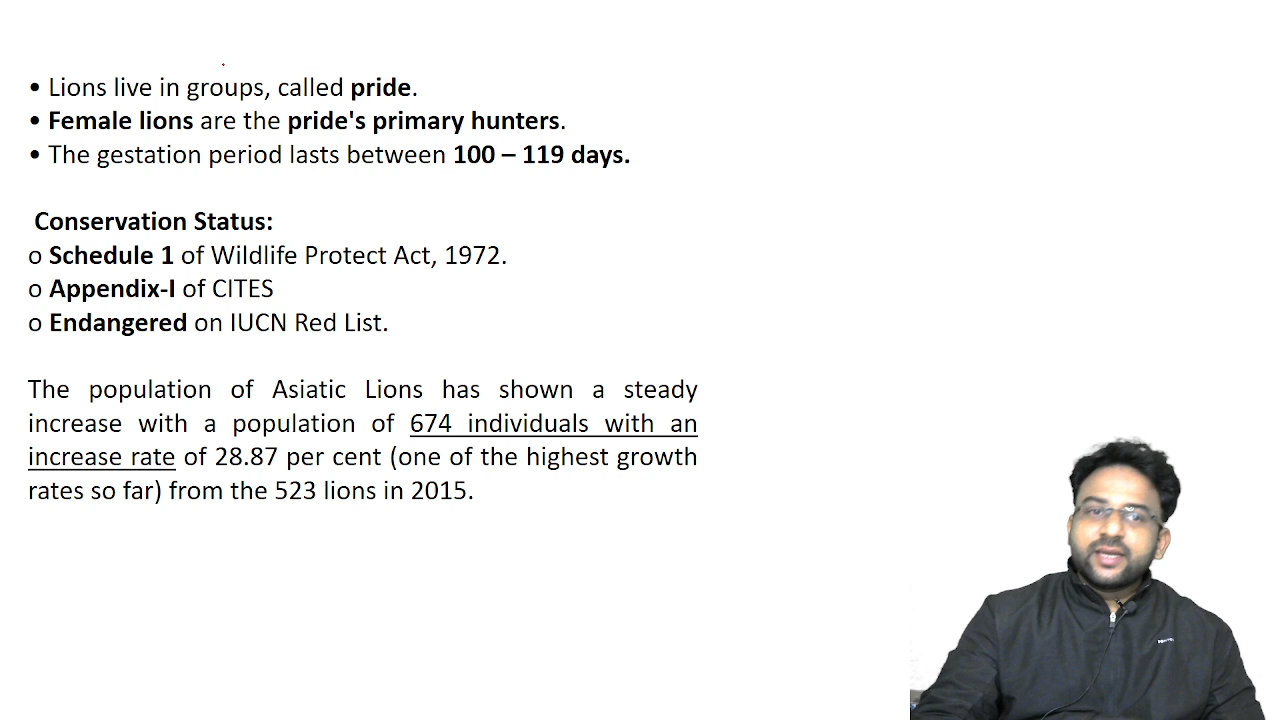 • Lions live in groups, called pride.
• Female lions are the pride's primary hunters.
• The gestation period lasts between 100 – 119 days.
Conservation Status:
o Schedule 1 of Wildlife Protect Act, 1972.
o Appendix-I of CITES
o Endangered on IUCN Red List.
The population of Asiatic Lions has shown a steady
increase with a population of 674 individuals with an
increase rate of 28.87 per cent (one of the highest growth
rates so far) from the 523 lions in 2015.